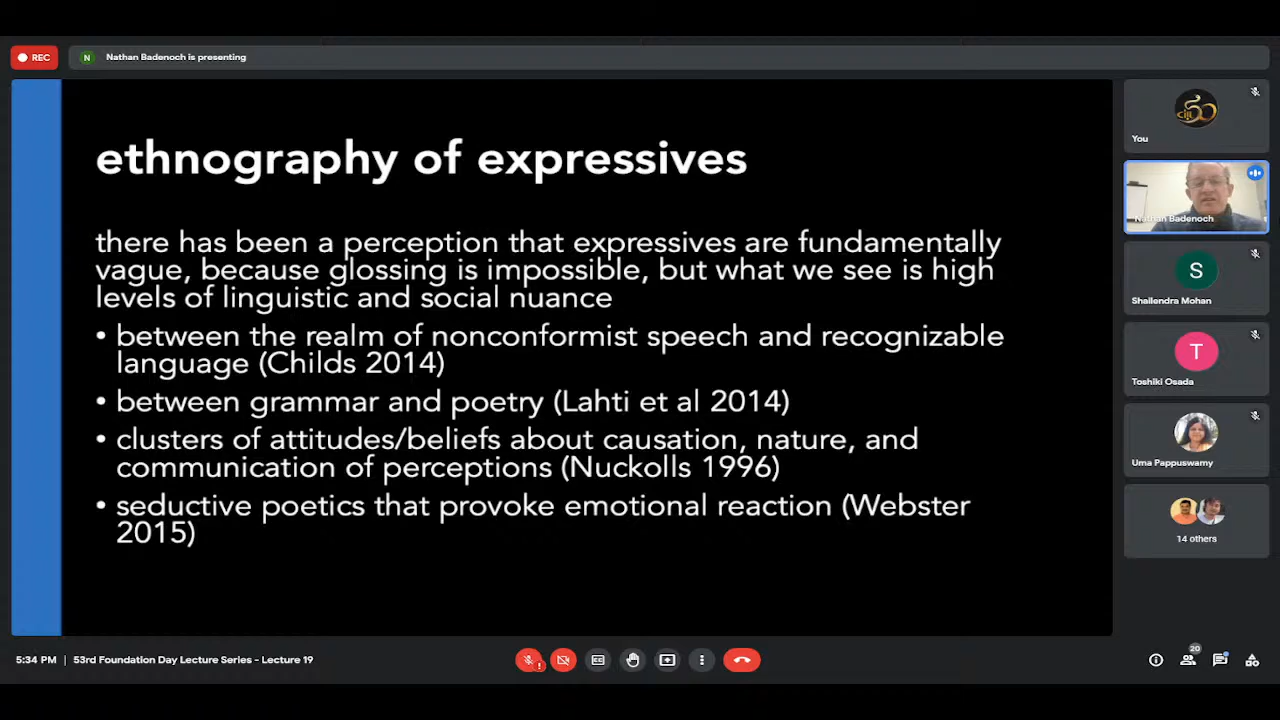 REC
N
Nathan Badenoch is presenting
ethnography of expressives
there has been a perception that expressives are fundamentally
vague, because glossing is impossible, but what we see is high
levels of linguistic and social nuance
• between the realm of nonconformist speech and recognizable
language (Childs 2014)
• between grammar and poetry (Lahti et al 2014)
• clusters of attitudes/beliefs about causation, nature, and
communication of perceptions (Nuckolls 1996)
• seductive poetics that provoke emotional reaction (Webster
2015)
You
Nathan Badenoch
S
Shailendra Mohan
T
Toshiki Osada
Uma Pappuswamy
14 others
5:34 PM | 53rd Foundation Day Lecture Series - Lecture 19
20